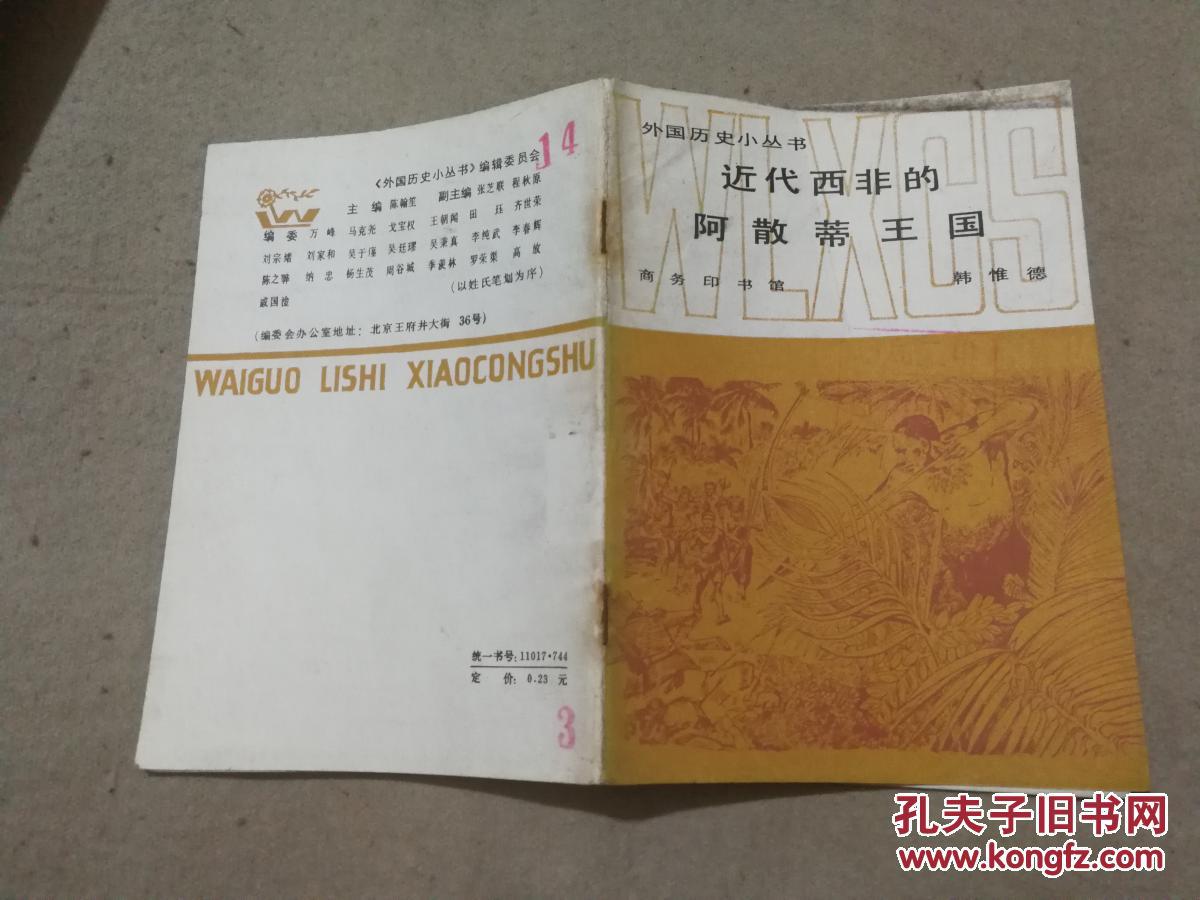 《外国历史小丛书》编辑委员会
14
主 编 陈翰笙 副主编 张芝联 程秋原
编 委 万 峰 马克尧 戈宝权 王朝闻 田 珏 齐世荣
刘宗绪 刘家和 吴于廑 吴廷璆 吴秉真 李纯武 李春辉
陈之骅 纳 忠 杨生茂 周谷城 季羡林 罗荣渠 高 放
戚国淦 (以姓氏笔划为序)
(编委会办公室地址：北京王府井大街 36号)
WAIGUO LISHI XIAOCONGSHU
统一书号：11017·744
定 价：0.23 元
3
WLXCS
外国历史小丛书
近代西非的
阿散蒂王国
商务印书馆 韩惟德
孔夫子旧书网
www.kongfz.com